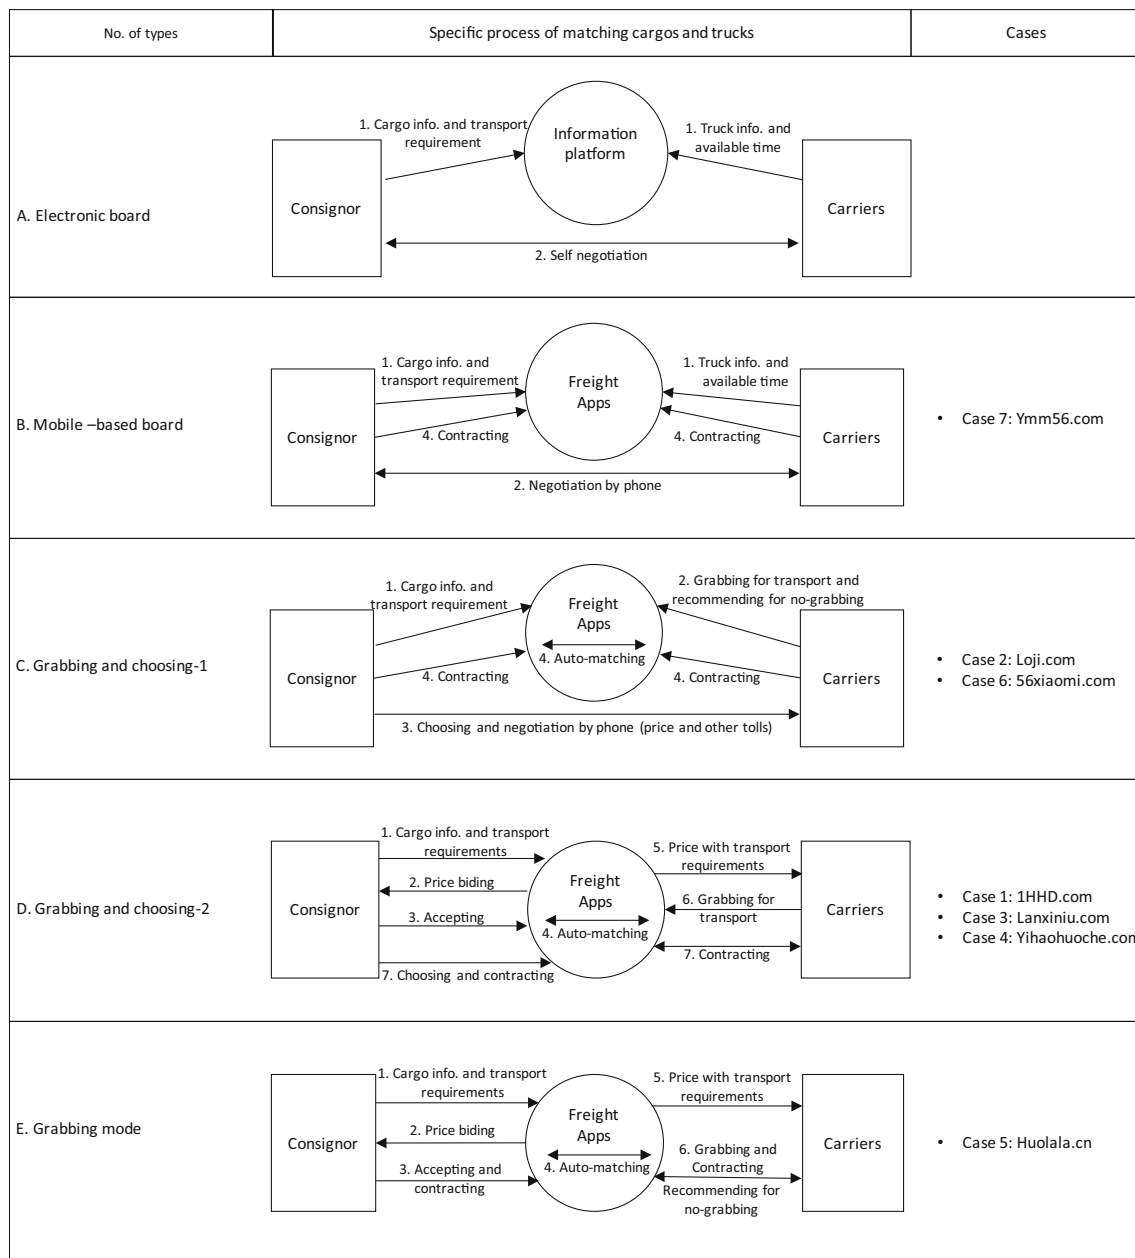 No. of types
Specific process of matching cargos and trucks
Cases
A. Electronic board
Consignor
1. Cargo info. and transport
requirement
Information
platform
1. Truck info. and
available time
Carriers
2. Self negotiation
B. Mobile –based board
Consignor
1. Cargo info. and
transport requirement
4. Contracting
Freight
Apps
1. Truck info. and
available time
4. Contracting
Carriers
2. Negotiation by phone
• Case 7: Ymm56.com
C. Grabbing and choosing-1
Consignor
1. Cargo info. and
transport requirement
4. Contracting
Freight
Apps
4. Auto-matching
2. Grabbing for transport and
recommending for no-grabbing
4. Contracting
Carriers
3. Choosing and negotiation by phone (price and other tolls)
• Case 2: Loji.com
• Case 6: 56xiaomi.com
D. Grabbing and choosing-2
Consignor
1. Cargo info. and transport
requirements
2. Price biding
3. Accepting
7. Choosing and contracting
Freight
Apps
4. Auto-matching
5. Price with transport
requirements
6. Grabbing for
transport
7. Contracting
Carriers
• Case 1: 1HHD.com
• Case 3: Lanxiniu.com
• Case 4: Yihaohuoche.com
E. Grabbing mode
Consignor
1. Cargo info. and transport
requirements
2. Price biding
3. Accepting and
contracting
Freight
Apps
4. Auto-matching
5. Price with transport
requirements
6. Grabbing and
Contracting
Recommending for
no-grabbing
Carriers
• Case 5: Huolala.cn